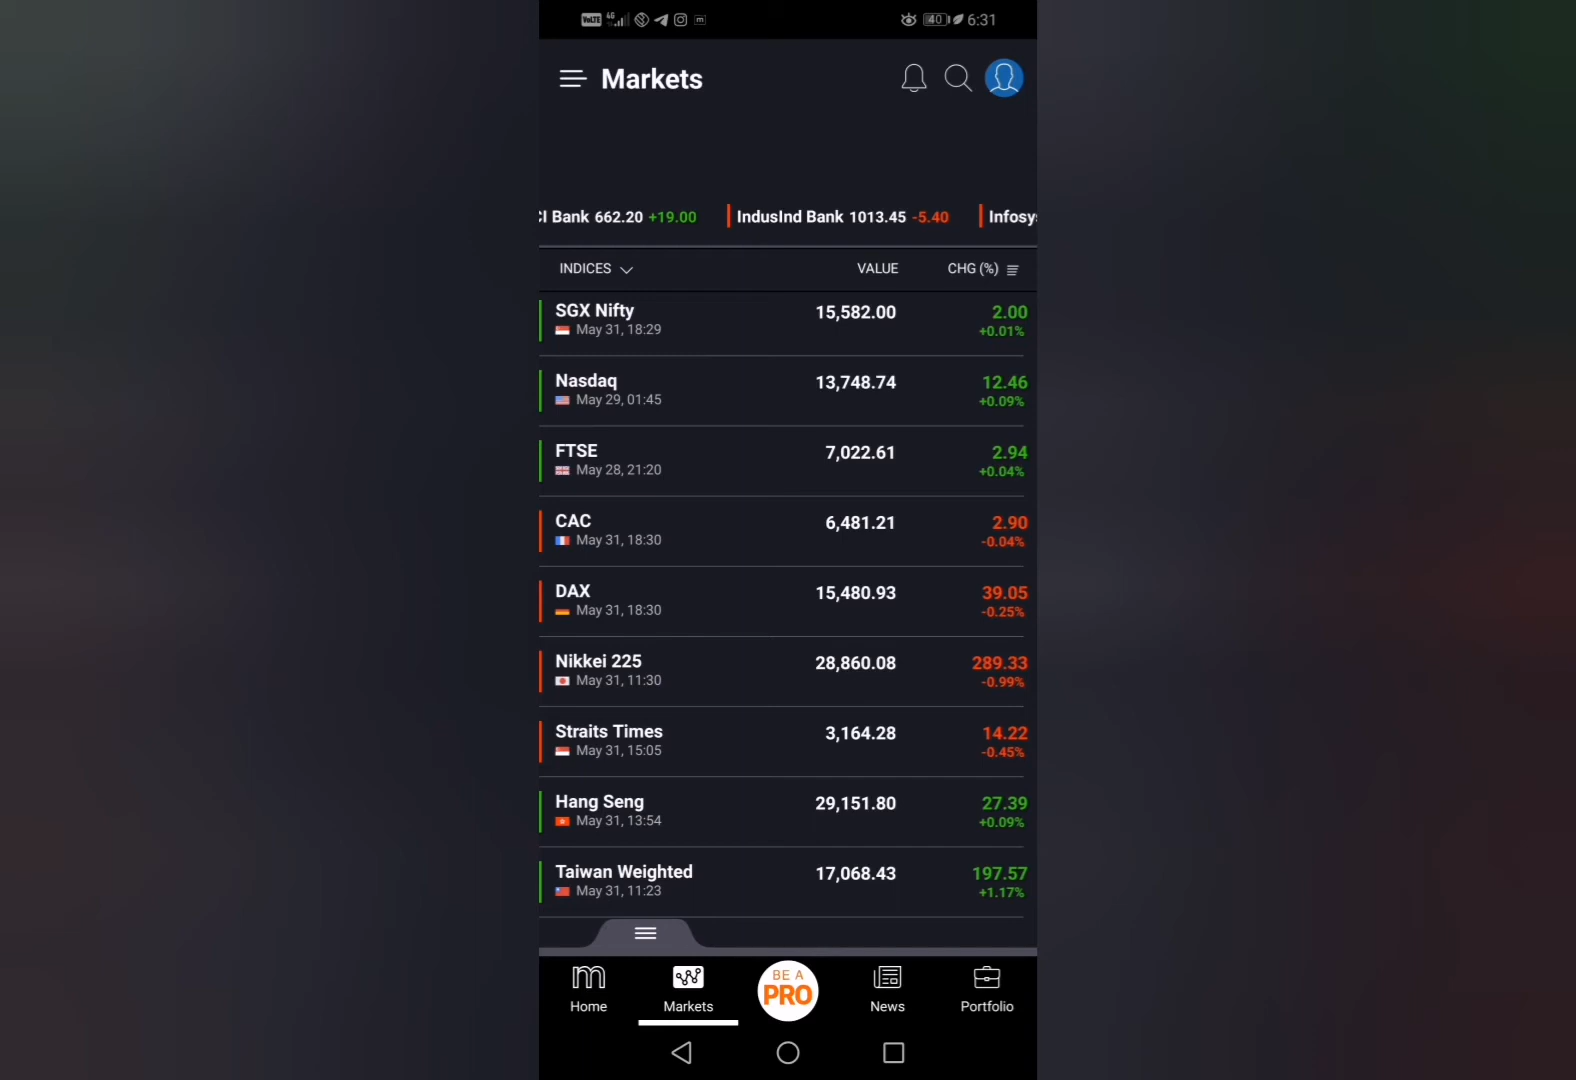 VoLTE 4G m 40 6:31
Markets
CI Bank 662.20 +19.00 IndusInd Bank 1013.45 -5.40 Infosy
INDICES VALUE CHG (%)
SGX Nifty 15,582.00 2.00
May 31, 18:29 +0.01%
Nasdaq 13,748.74 12.46
May 29, 01:45 +0.09%
FTSE 7,022.61 2.94
May 28, 21:20 +0.04%
CAC 6,481.21 2.90
May 31, 18:30 -0.04%
DAX 15,480.93 39.05
May 31, 18:30 -0.25%
Nikkei 225 28,860.08 289.33
May 31, 11:30 -0.99%
Straits Times 3,164.28 14.22
May 31, 15:05 -0.45%
Hang Seng 29,151.80 27.39
May 31, 13:54 +0.09%
Taiwan Weighted 17,068.43 197.57
May 31, 11:23 +1.17%
m BE A
PRO
Home Markets News Portfolio